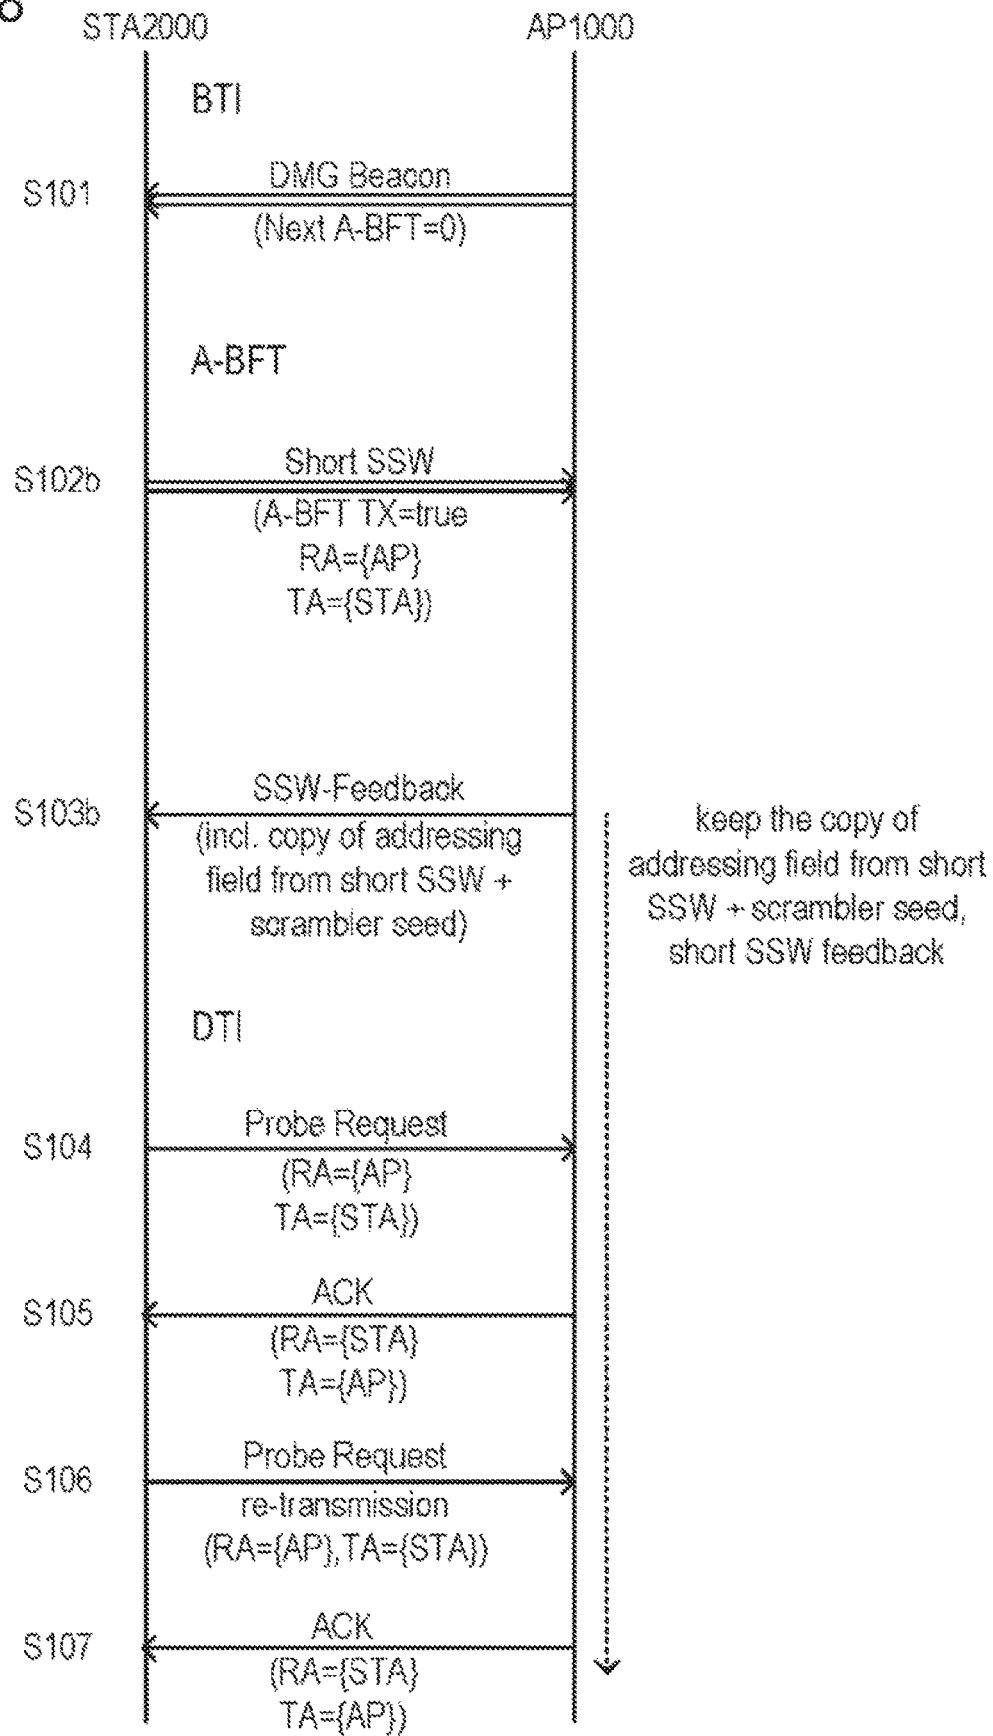 STA2000 AP1000
BTI
S101
DMG Beacon
(Next A-BFT=0)
A-BFT
S102b
Short SSW
(A-BFT TX=true
RA={AP}
TA={STA})
S103b
SSW-Feedback
(incl. copy of addressing
field from short SSW +
scrambler seed)
keep the copy of
addressing field from short
SSW + scrambler seed,
short SSW feedback
DTI
S104
Probe Request
(RA={AP}
TA={STA})
S105
ACK
(RA={STA}
TA={AP})
S106
Probe Request
re-transmission
(RA={AP},TA={STA})
S107
ACK
(RA={STA}
TA={AP})